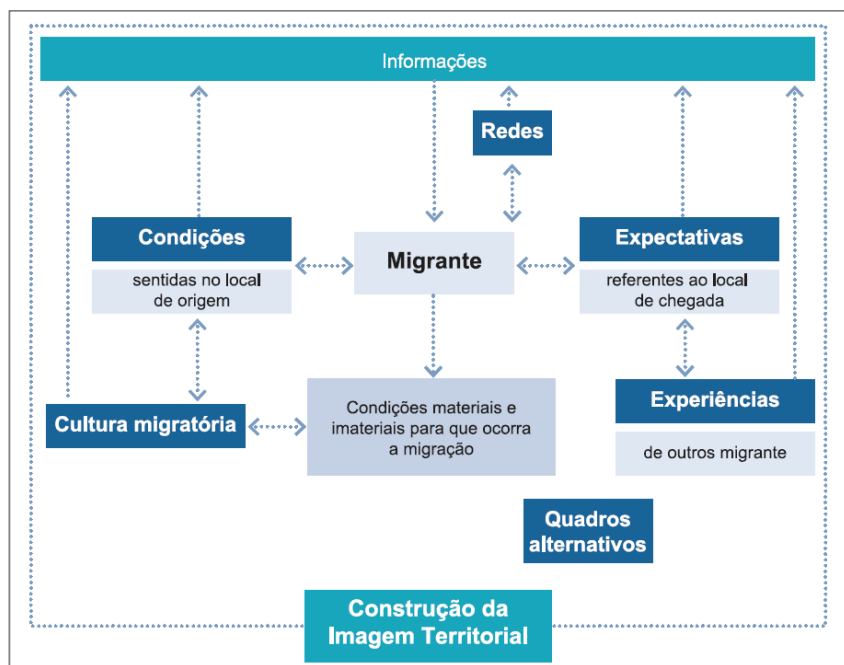 Informações
Redes
Condições
sentidas no local
de origem
Migrante
Expectativas
referentes ao local
de chegada
Cultura migratória
Condições materiais e
imateriais para que ocorra
a migração
Experiências
de outros migrante
Quadros
alternativos
Construção da
Imagem Territorial